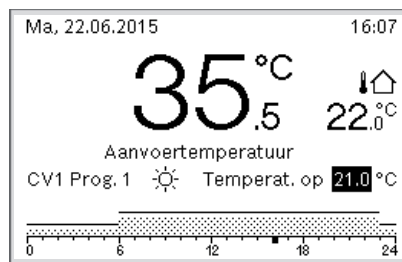 Ma, 22.06.2015 16:07
35.5 °C
22.0 °C
Aanvoertemperatuur
CV1 Prog. 1 Temperat. op 21.0 °C
0 6 12 18 24